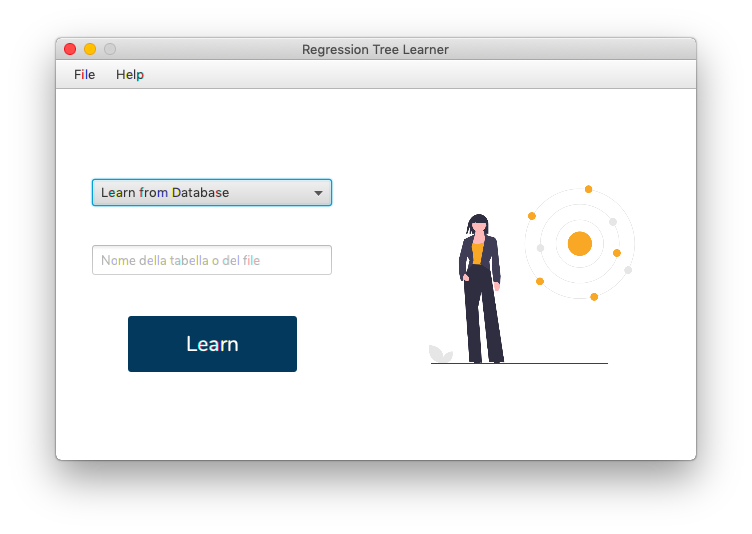 Regression Tree Learner
File Help
Learn from Database
Nome della tabella o del file
Learn